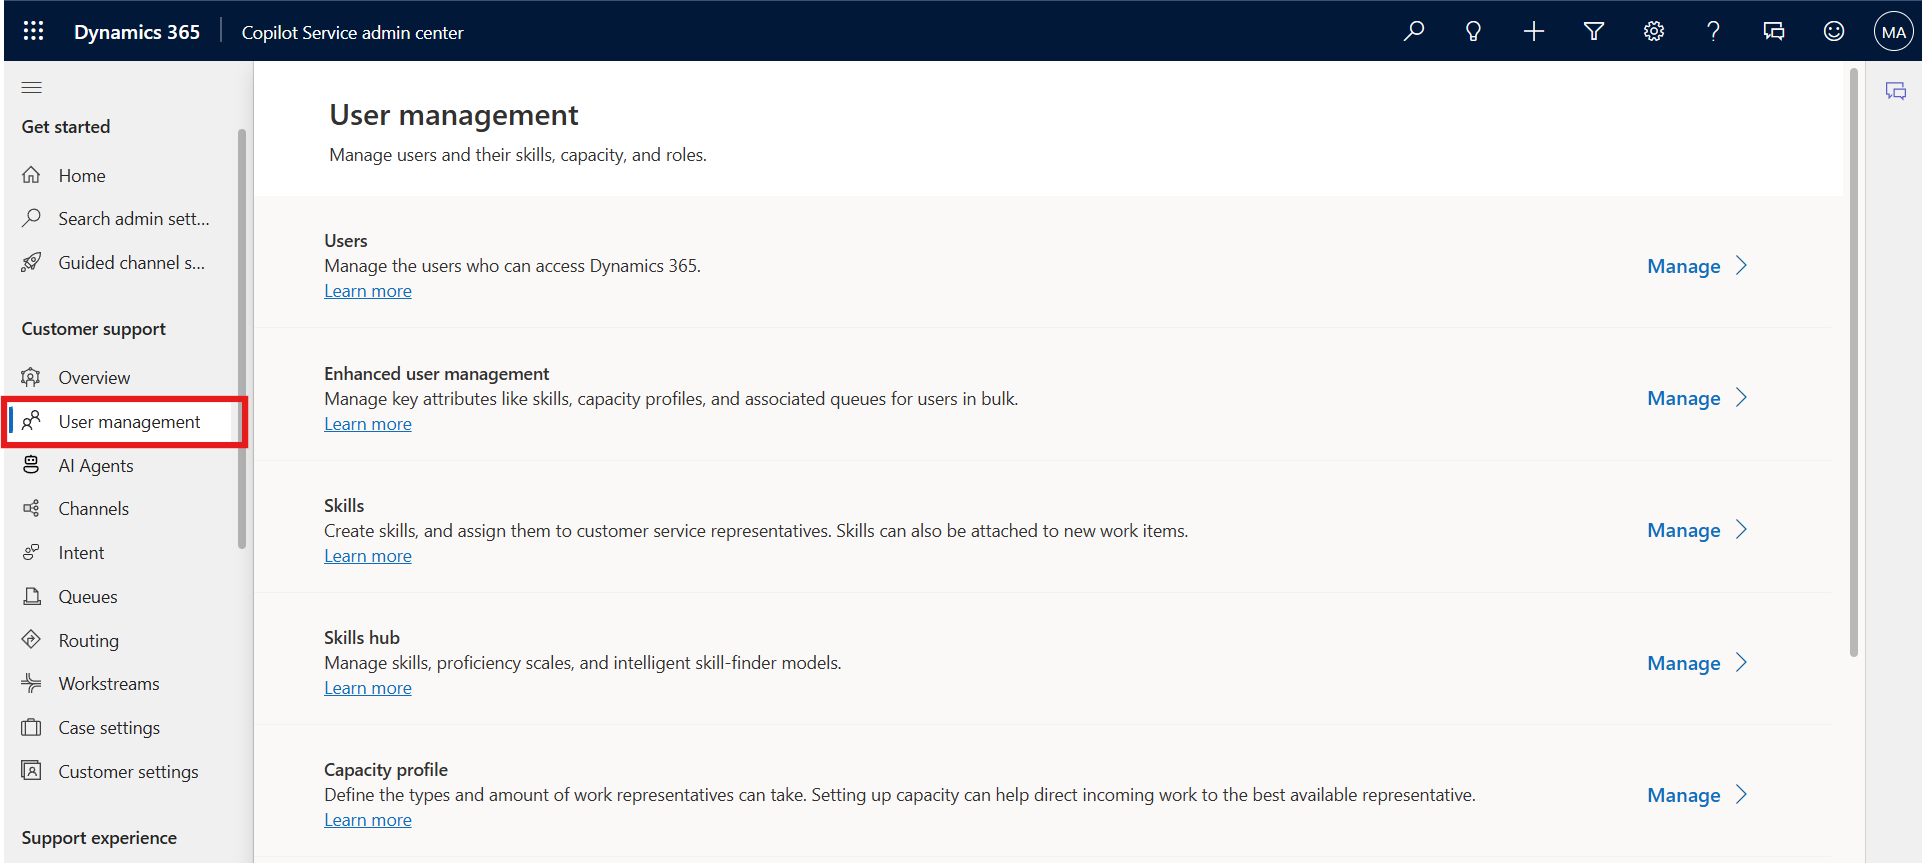 Dynamics 365
Copilot Service admin center
MA
Get started
Home
Search admin sett...
Guided channel s...
Customer support
Overview
User management
AI Agents
Channels
Intent
Queues
Routing
Workstreams
Case settings
Customer settings
Support experience
User management
Manage users and their skills, capacity, and roles.
Users
Manage the users who can access Dynamics 365.
Learn more
Manage
Enhanced user management
Manage key attributes like skills, capacity profiles, and associated queues for users in bulk.
Learn more
Manage
Skills
Create skills, and assign them to customer service representatives. Skills can also be attached to new work items.
Learn more
Manage
Skills hub
Manage skills, proficiency scales, and intelligent skill-finder models.
Learn more
Manage
Capacity profile
Define the types and amount of work representatives can take. Setting up capacity can help direct incoming work to the best available representative.
Learn more
Manage